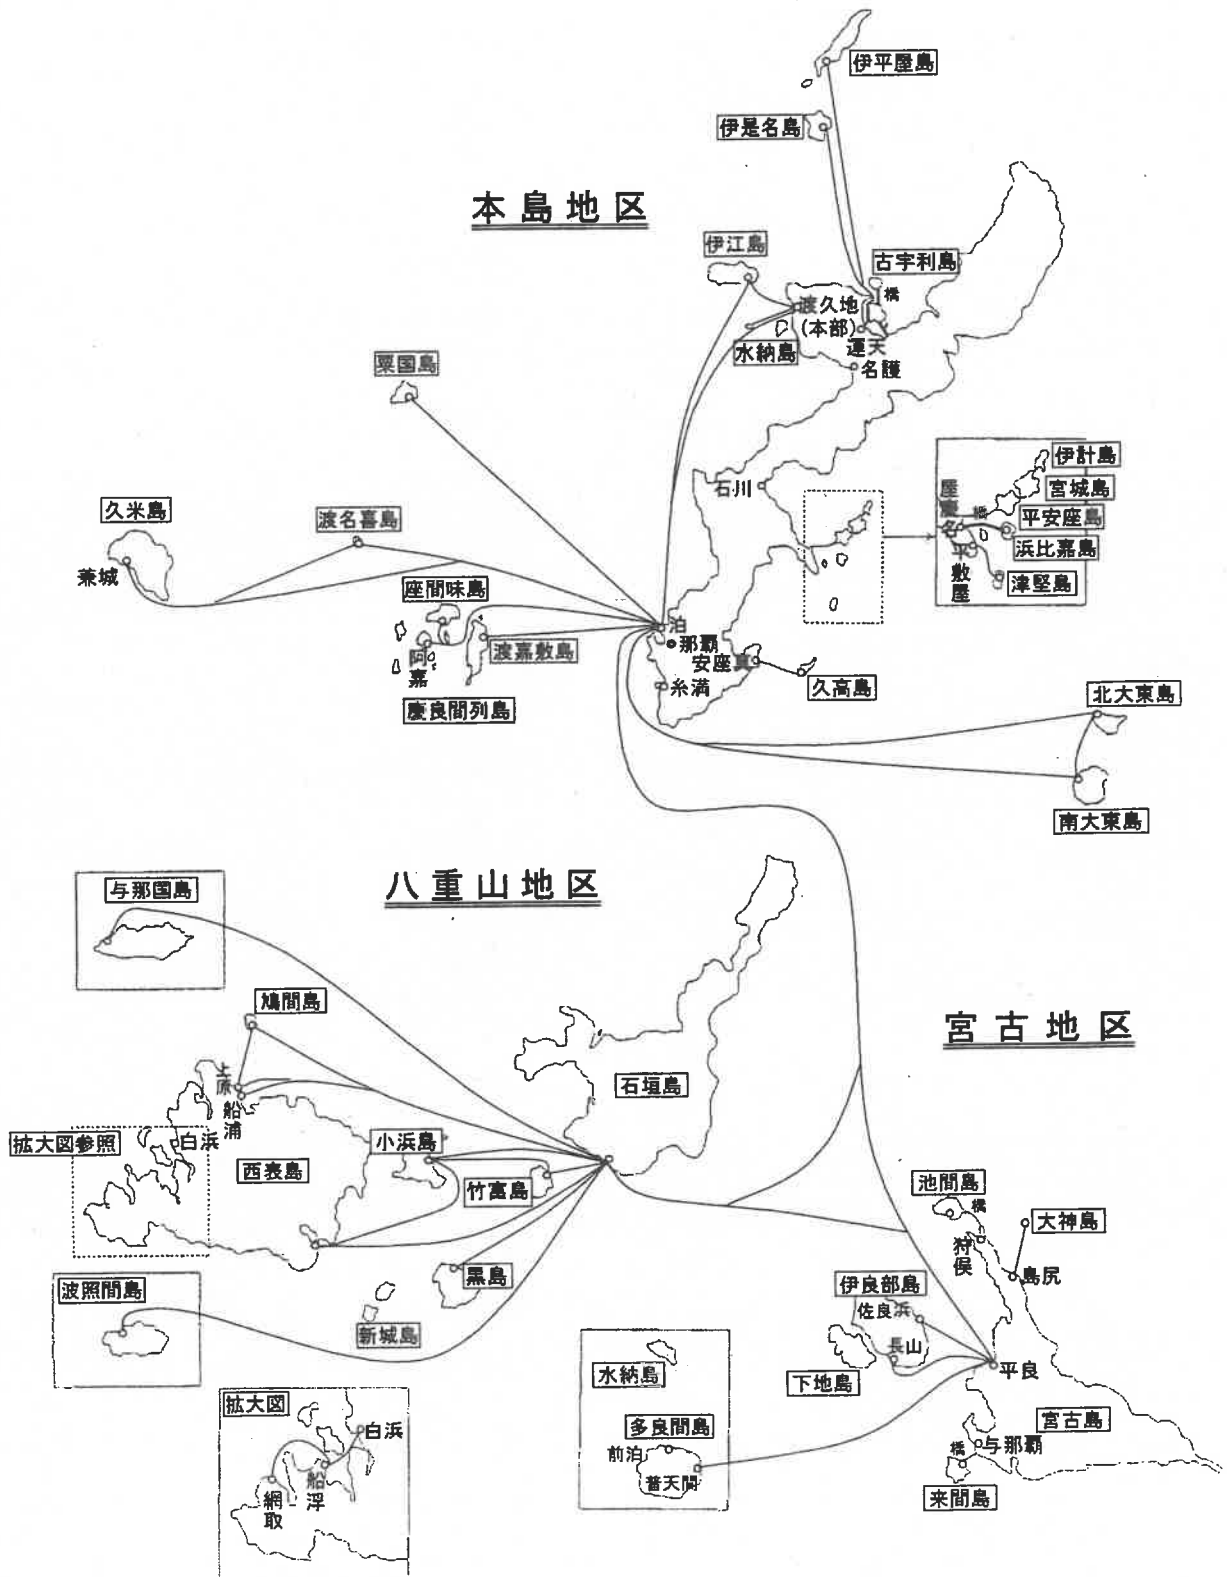 伊平屋島
伊是名島
本島地区
伊江島
古宇利島
橋
渡久地
(本部)
運天
水納島
名護
粟国島
石川
伊計島
宮城島
屋慶名
橋
平安座島
浜比嘉島
平敷屋
津堅島
久米島
兼城
渡名喜島
座間味島
阿嘉
渡嘉敷島
慶良間列島
泊
那覇
安座真
糸満
久高島
北大東島
南大東島
八重山地区
与那国島
鳩間島
上原
船浦
石垣島
拡大図参照
白浜
小浜島
西表島
竹富島
黒島
波照間島
新城島
拡大図
白浜
船浮
網取
宮古地区
池間島
橋
大神島
狩俣
島尻
伊良部島
佐良浜
長山
下地島
平良
水納島
多良間島
前泊
普天間
宮古島
与那覇
橋
来間島